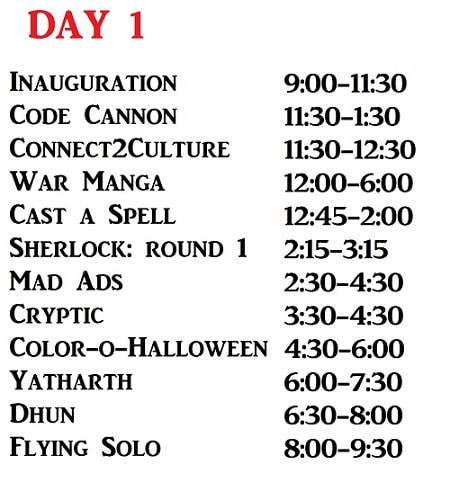 DAY 1
Inauguration 9:00-11:30
Code Cannon 11:30-1:30
Connect2Culture 11:30-12:30
War Manga 12:00-6:00
Cast a Spell 12:45-2:00
Sherlock: round 1 2:15-3:15
Mad Ads 2:30-4:30
Cryptic 3:30-4:30
Color-o-Halloween 4:30-6:00
Yatharth 6:00-7:30
Dhun 6:30-8:00
Flying Solo 8:00-9:30